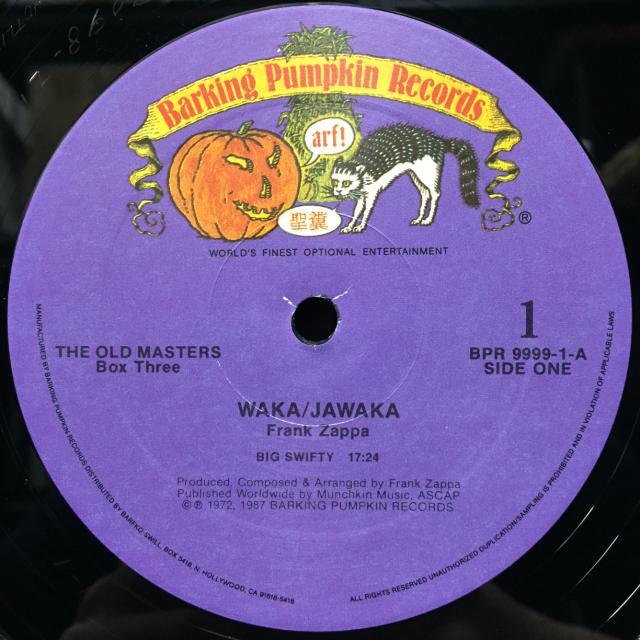 Barking Pumpkin Records
arf!
聖糞
®
WORLD'S FINEST OPTIONAL ENTERTAINMENT
THE OLD MASTERS
Box Three
1
BPR 9999-1-A
SIDE ONE
WAKA/JAWAKA
Frank Zappa
BIG SWIFTY 17:24
Produced, Composed & Arranged by Frank Zappa
Published Worldwide by Munchkin Music, ASCAP
©℗ 1972, 1987 BARKING PUMPKIN RECORDS
MANUFACTURED BY BARKING PUMPKIN RECORDS DISTRIBUTED BY BARFKO SWILL, BOX 5418, N. HOLLYWOOD, CA 91616-5418
ALL RIGHTS RESERVED UNAUTHORIZED DUPLICATION/SAMPLING IS PROHIBITED AND IN VIOLATION OF APPLICABLE LAWS